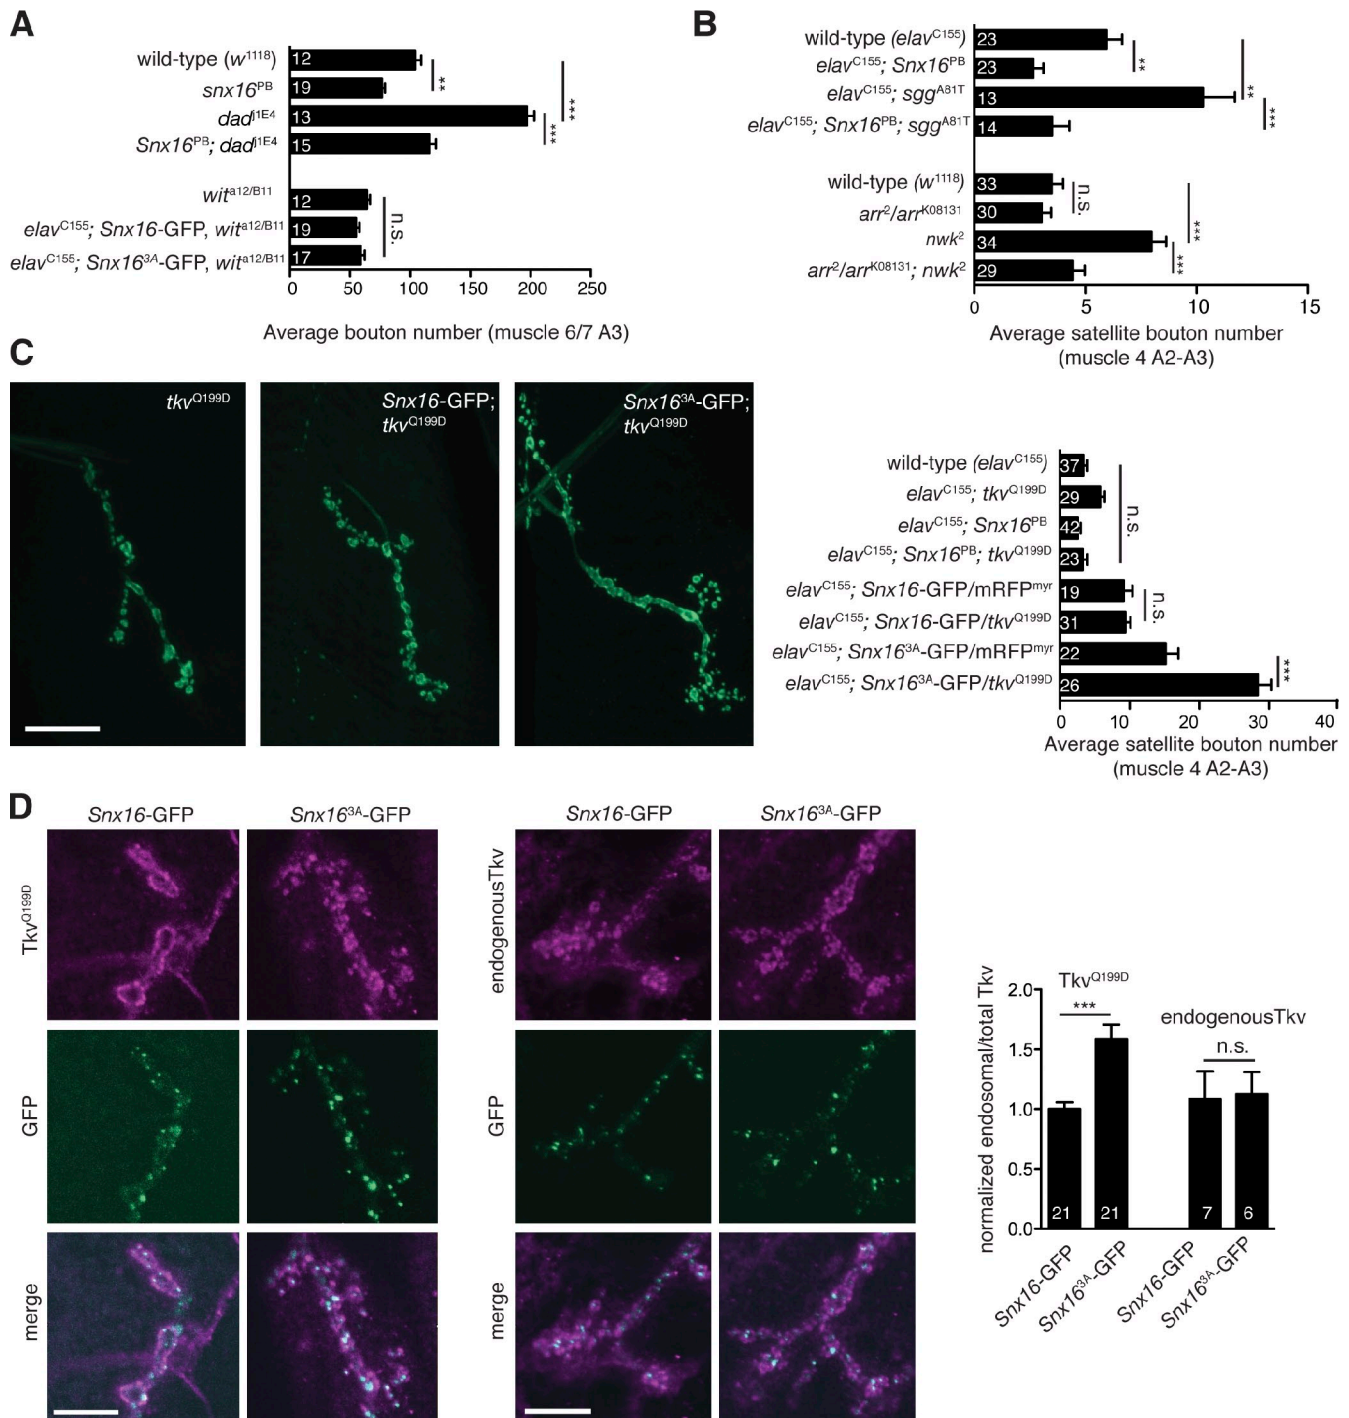 A
wild-type (w1118) 12
**
snx16PB 19
***
dadj1E4 13
***
Snx16PB; dadj1E4 15
wita12/B11 12
n.s.
elavC155; Snx16-GFP, wita12/B11 19
elavC155; Snx163A-GFP, wita12/B11 17
0 50 100 150 200 250
Average bouton number (muscle 6/7 A3)
B
wild-type (elavC155) 23
**
elavC155; Snx16PB 23
**
elavC155; sggA81T 13
***
elavC155; Snx16PB; sggA81T 14
wild-type (w1118) 33
n.s.
arr2/arrK08131 30
***
nwk2 34
***
arr2/arrK08131; nwk2 29
0 5 10 15
Average satellite bouton number
(muscle 4 A2-A3)
C
tkvQ199D
Snx16-GFP;
tkvQ199D
Snx163A-GFP;
tkvQ199D
wild-type (elavC155) 37
elavC155; tkvQ199D 29
n.s.
elavC155; Snx16PB 42
elavC155; Snx16PB; tkvQ199D 23
elavC155; Snx16-GFP/mRFPmyr 19
n.s.
elavC155; Snx16-GFP/tkvQ199D 31
elavC155; Snx163A-GFP/mRFPmyr 22
***
elavC155; Snx163A-GFP/tkvQ199D 26
0 10 20 30 40
Average satellite bouton number
(muscle 4 A2-A3)
D
Snx16-GFP Snx163A-GFP
TkvQ199D
GFP
merge
Snx16-GFP Snx163A-GFP
endogenousTkv
GFP
merge
normalized endosomal/total Tkv
2.0
1.5
1.0
0.5
0.0
TkvQ199D
***
endogenousTkv
n.s.
21 21 7 6
Snx16-GFP
Snx163A-GFP
Snx16-GFP
Snx163A-GFP